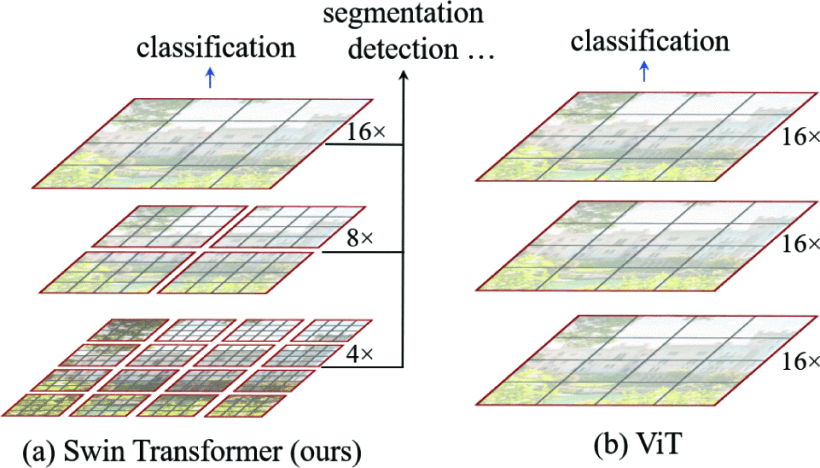 segmentation
classification
detection ...
classification
16×
8×
4×
16×
16×
16×
(a) Swin Transformer (ours)
(b) ViT